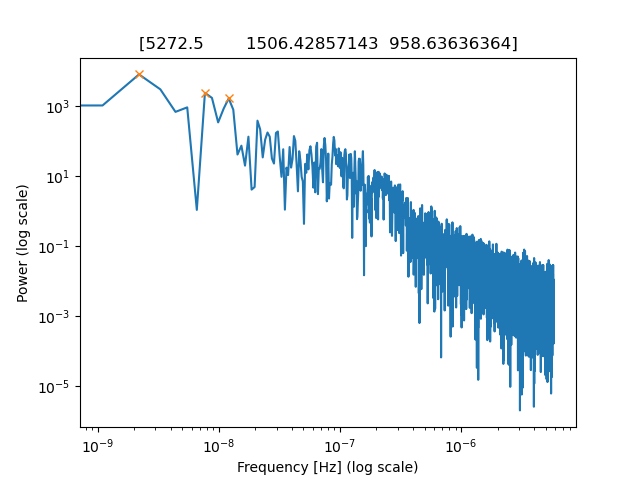 [5272.5 1506.42857143 958.63636364]
Power (log scale)
10³
10¹
10⁻¹
10⁻³
10⁻⁵
10⁻⁹ 10⁻⁸ 10⁻⁷ 10⁻⁶
Frequency [Hz] (log scale)